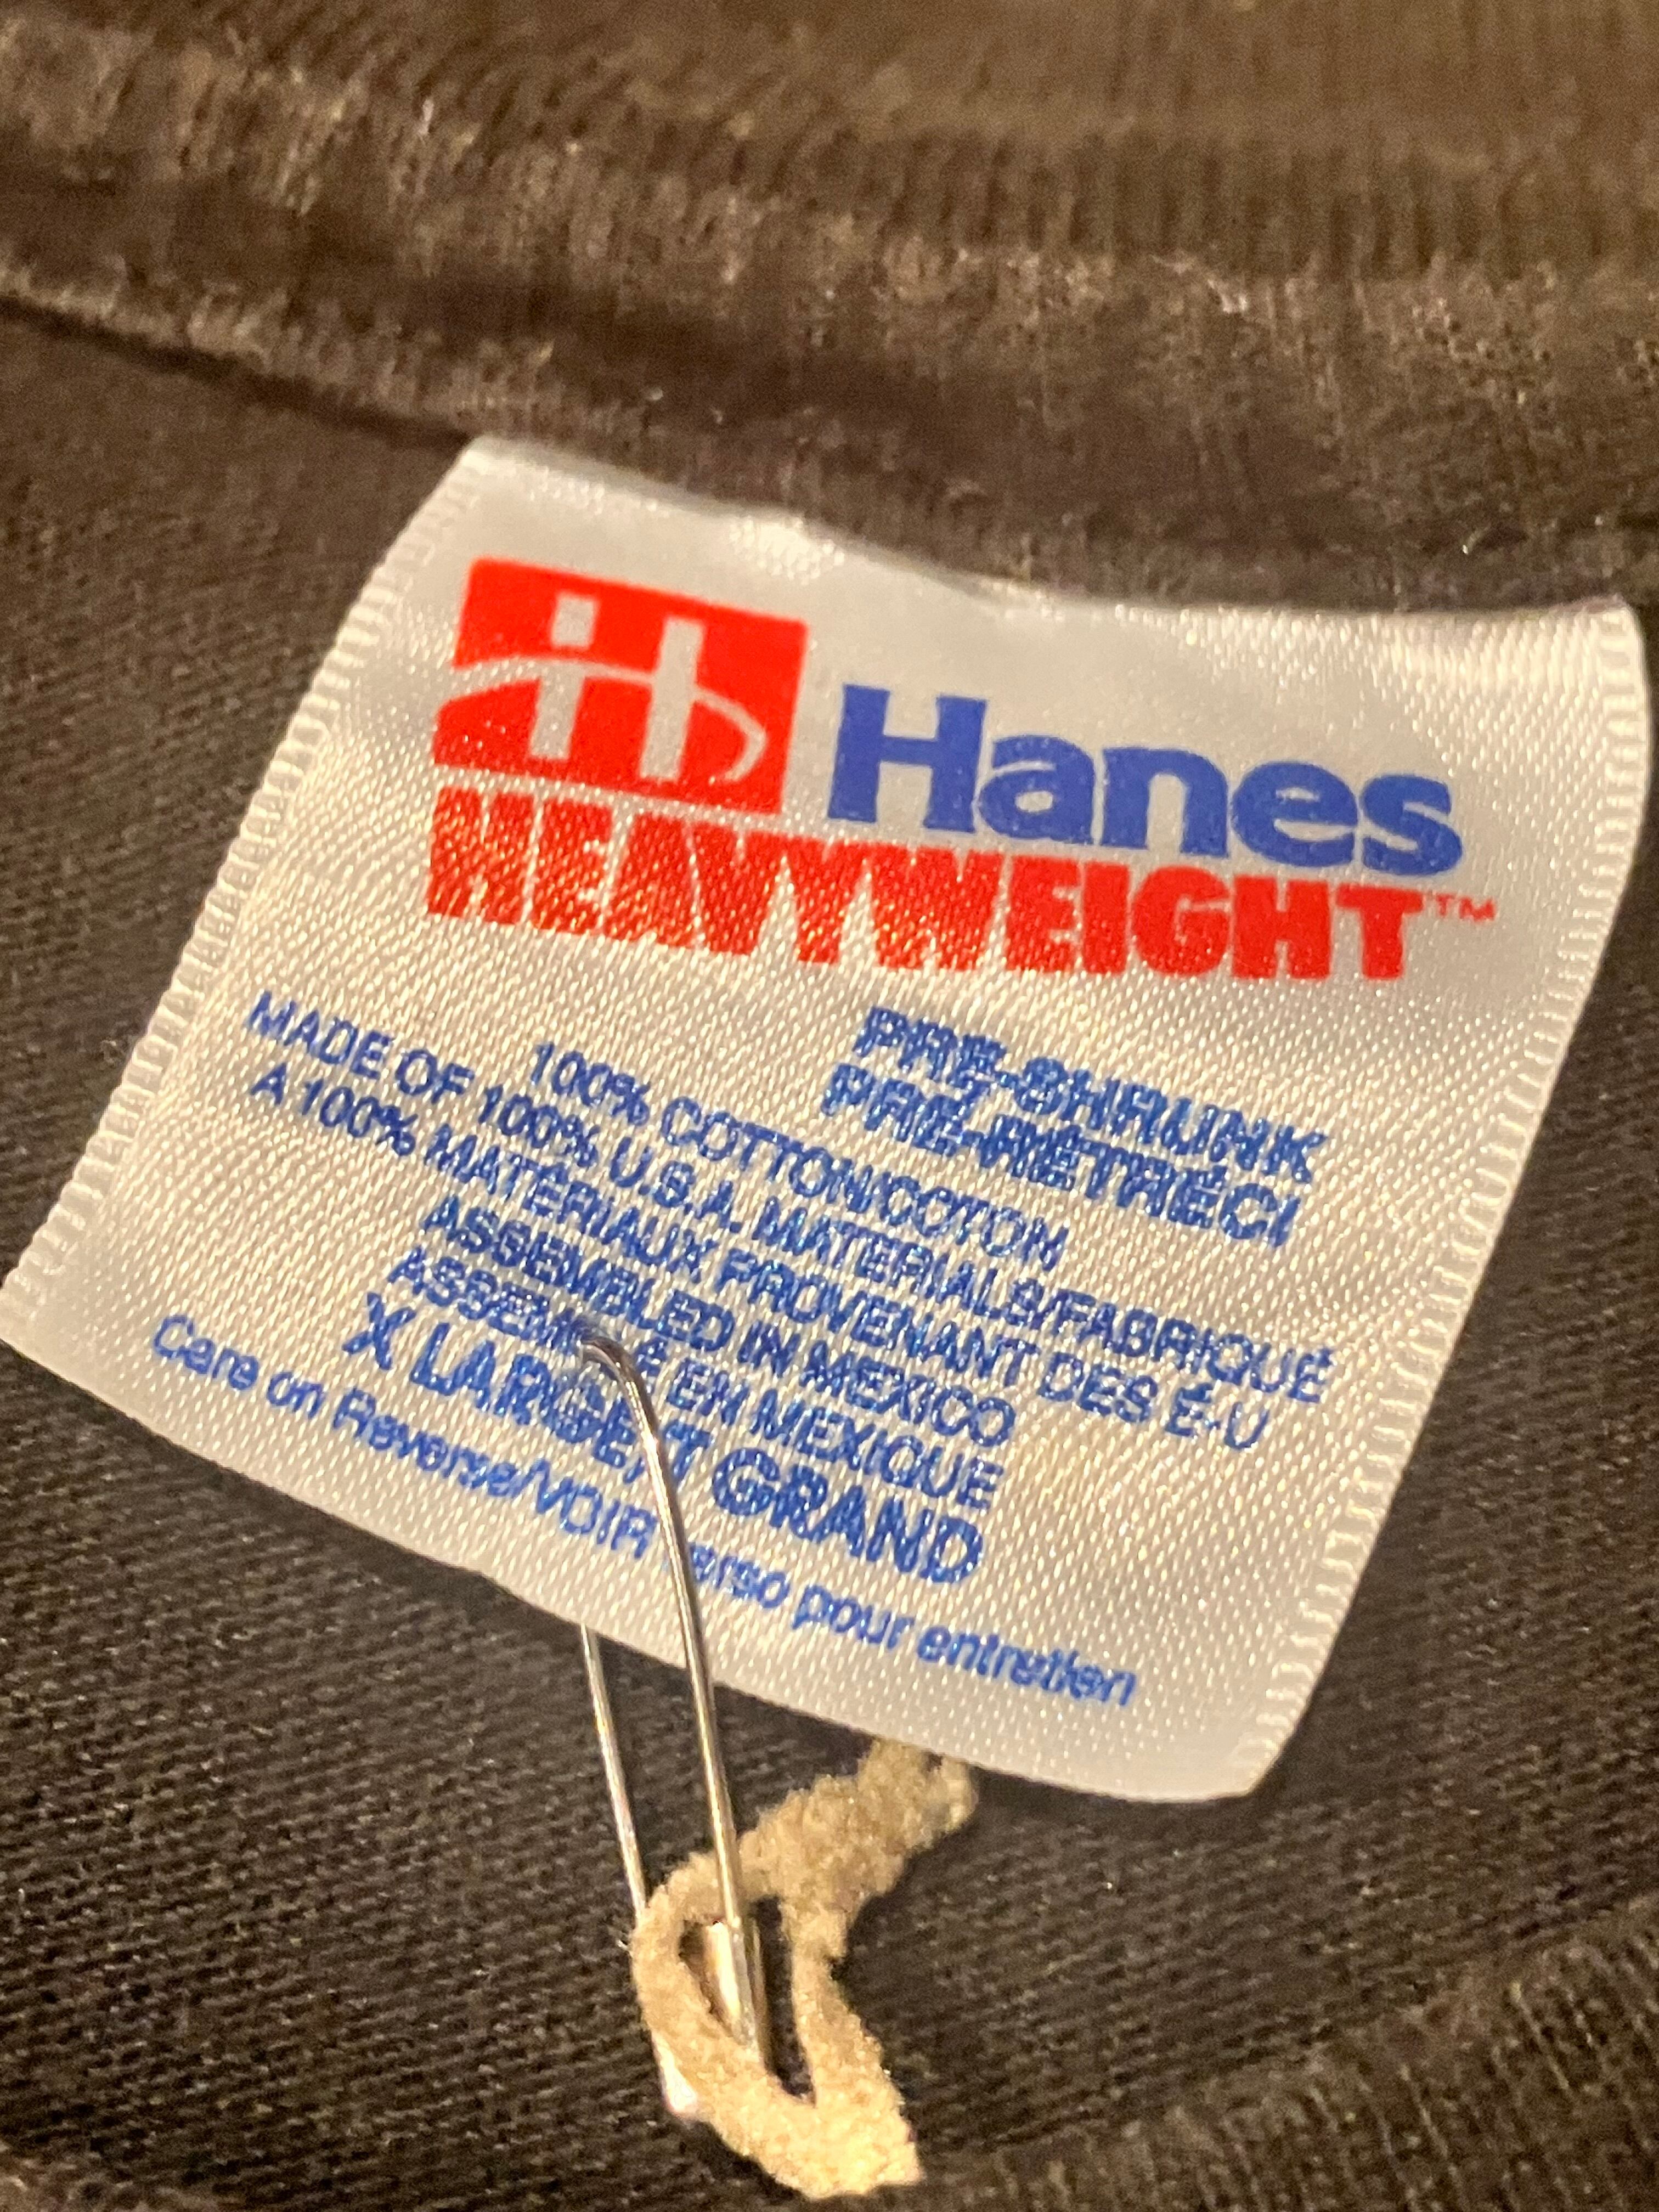 Hanes
HEAVYWEIGHT™
PRE-SHRUNK
PRÉ-RÉTRÉCI
100% COTTON/COTON
MADE OF 100% U.S.A. MATERIALS/FABRIQUÉ
A 100% MATÉRIAUX PROVENANT DES É-U
ASSEMBLED IN MEXICO
EN MEXIQUE
X LARGE/T GRAND
Care on Reverse/VOIR verso pour entretien